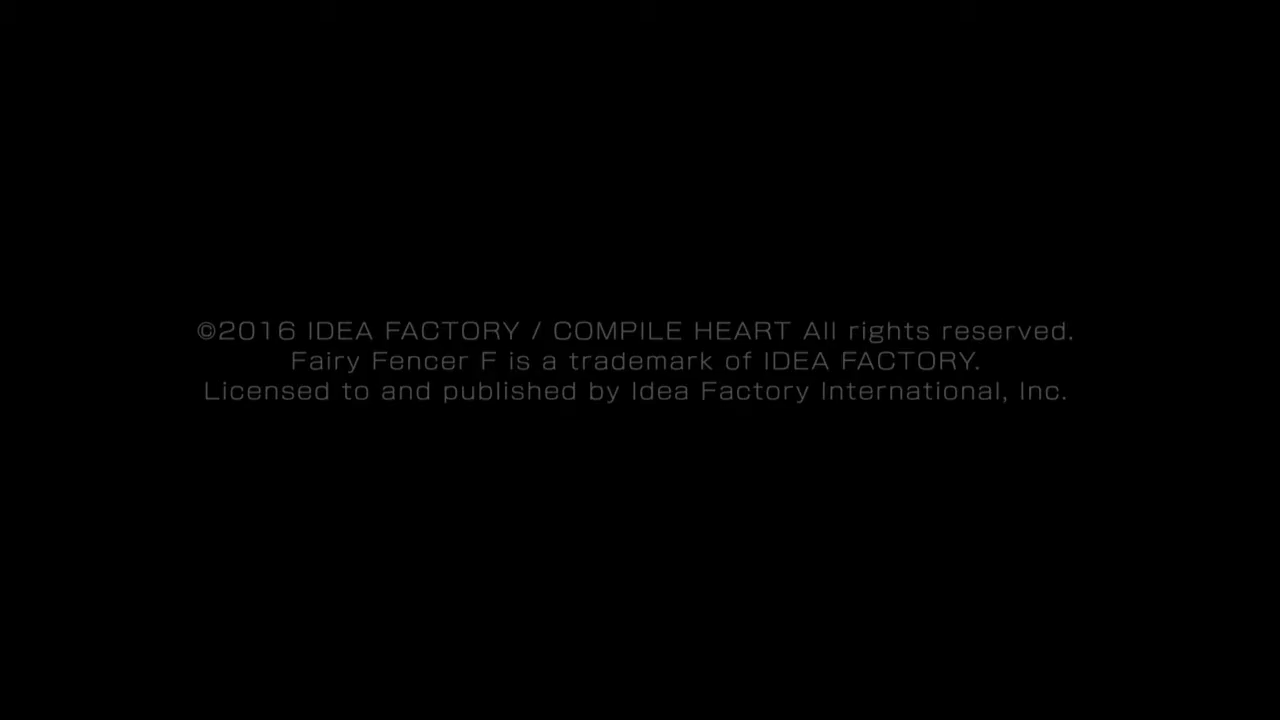 ©2016 IDEA FACTORY / COMPILE HEART All rights reserved.
Fairy Fencer F is a trademark of IDEA FACTORY.
Licensed to and published by Idea Factory International, Inc.